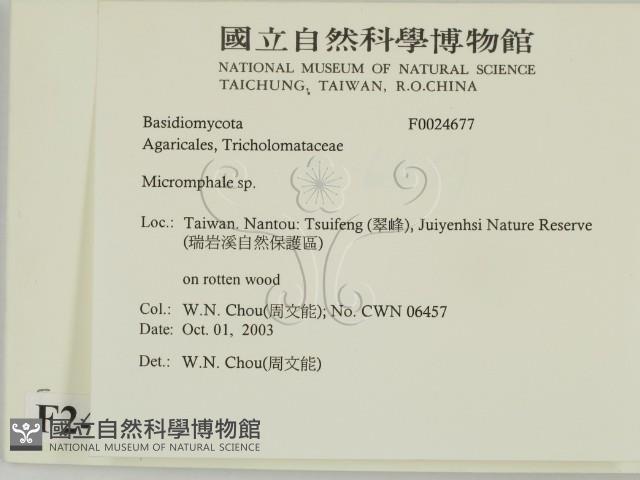 國立自然科學博物館
NATIONAL MUSEUM OF NATURAL SCIENCE
TAICHUNG, TAIWAN, R.O.CHINA
Basidiomycota F0024677
Agaricales, Tricholomataceae
Micromphale sp.
Loc.: Taiwan. Nantou: Tsuifeng (翠峰), Juiyenhsi Nature Reserve
(瑞岩溪自然保護區)
on rotten wood
Col.: W.N. Chou(周文能); No. CWN 06457
Date: Oct. 01, 2003
Det.: W.N. Chou(周文能)
F2
國立自然科學博物館
NATIONAL MUSEUM OF NATURAL SCIENCE